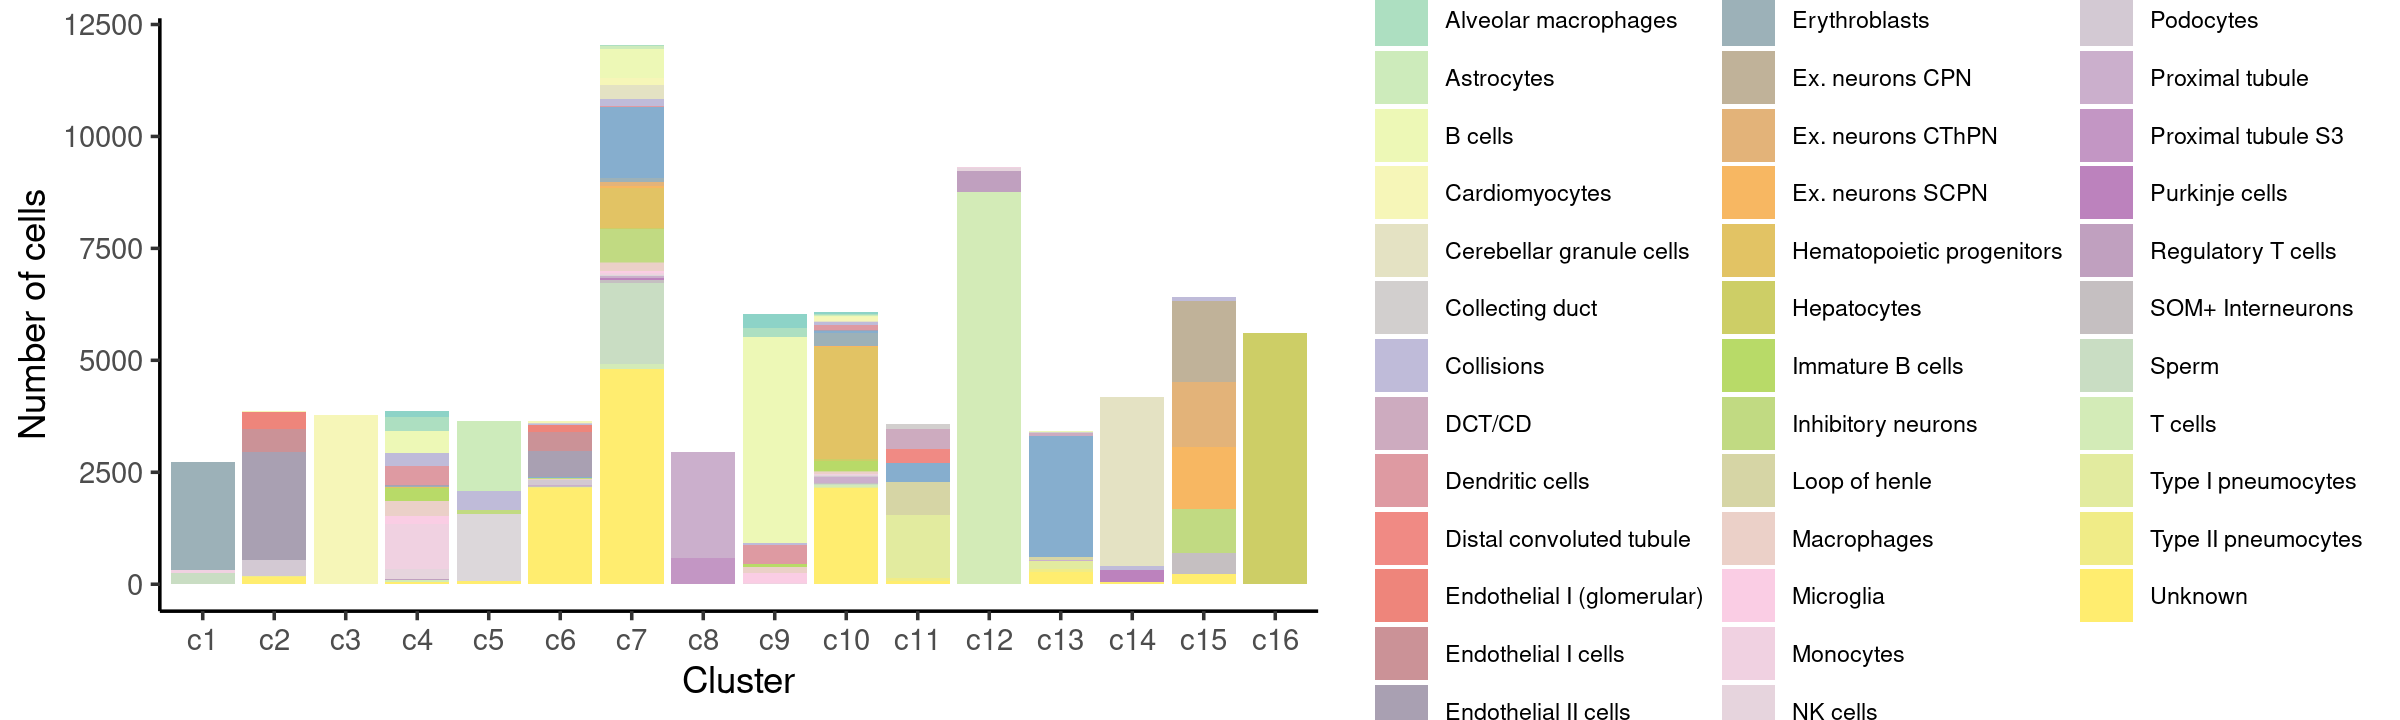 12500
10000
7500
5000
2500
0
Number of cells
c1 c2 c3 c4 c5 c6 c7 c8 c9 c10 c11 c12 c13 c14 c15 c16
Cluster
Alveolar macrophages
Astrocytes
B cells
Cardiomyocytes
Cerebellar granule cells
Collecting duct
Collisions
DCT/CD
Dendritic cells
Distal convoluted tubule
Endothelial I (glomerular)
Endothelial I cells
Endothelial II cells
Erythroblasts
Ex. neurons CPN
Ex. neurons CThPN
Ex. neurons SCPN
Hematopoietic progenitors
Hepatocytes
Immature B cells
Inhibitory neurons
Loop of henle
Macrophages
Microglia
Monocytes
NK cells
Podocytes
Proximal tubule
Proximal tubule S3
Purkinje cells
Regulatory T cells
SOM+ Interneurons
Sperm
T cells
Type I pneumocytes
Type II pneumocytes
Unknown